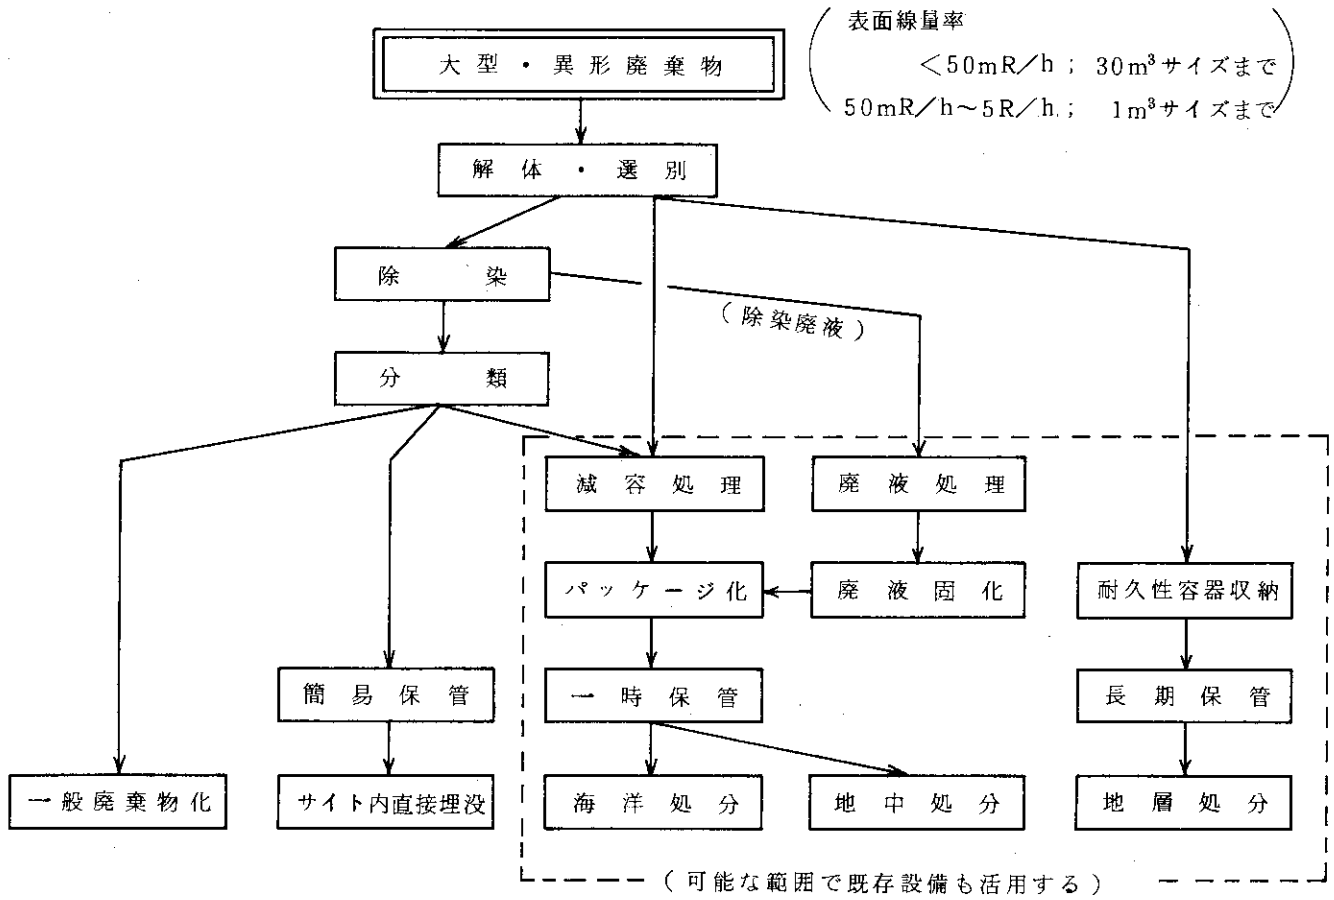 表面線量率
大型・異形廃棄物
<50mR/h; 30m³サイズまで
50mR/h~5R/h; 1m³サイズまで
解体・選別
除染
(除染廃液)
分類
減容処理
廃液処理
パッケージ化
廃液固化
耐久性容器収納
簡易保管
一時保管
長期保管
一般廃棄物化
サイト内直接埋没
海洋処分
地中処分
地層処分
(可能な範囲で既存設備も活用する)